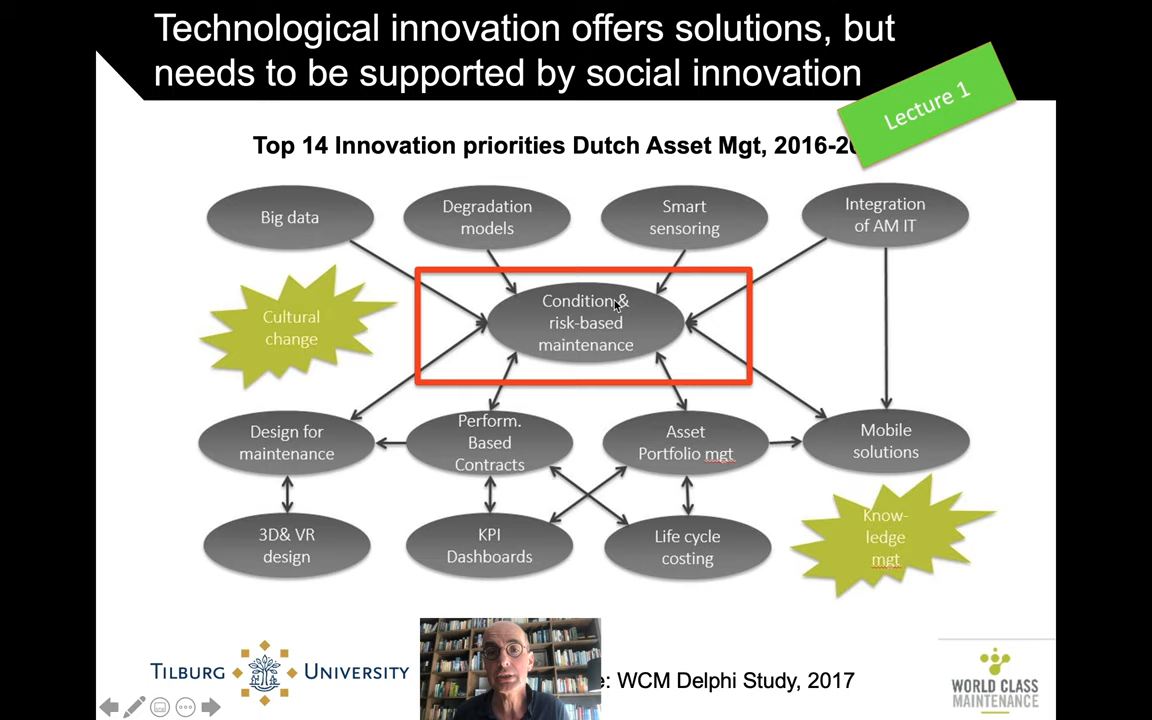 Technological innovation offers solutions, but
needs to be supported by social innovation
Lecture 1
Top 14 Innovation priorities Dutch Asset Mgt, 2016-20
Big data
Degradation
models
Smart
sensoring
Integration
of AM IT
Cultural
change
Condition &
risk-based
maintenance
Design for
maintenance
Perform.
Based
Contracts
Asset
Portfolio mgt
Mobile
solutions
3D& VR
design
KPI
Dashboards
Life cycle
costing
Know-
ledge
mgt
TILBURG UNIVERSITY
: WCM Delphi Study, 2017
WORLD CLASS
MAINTENANCE